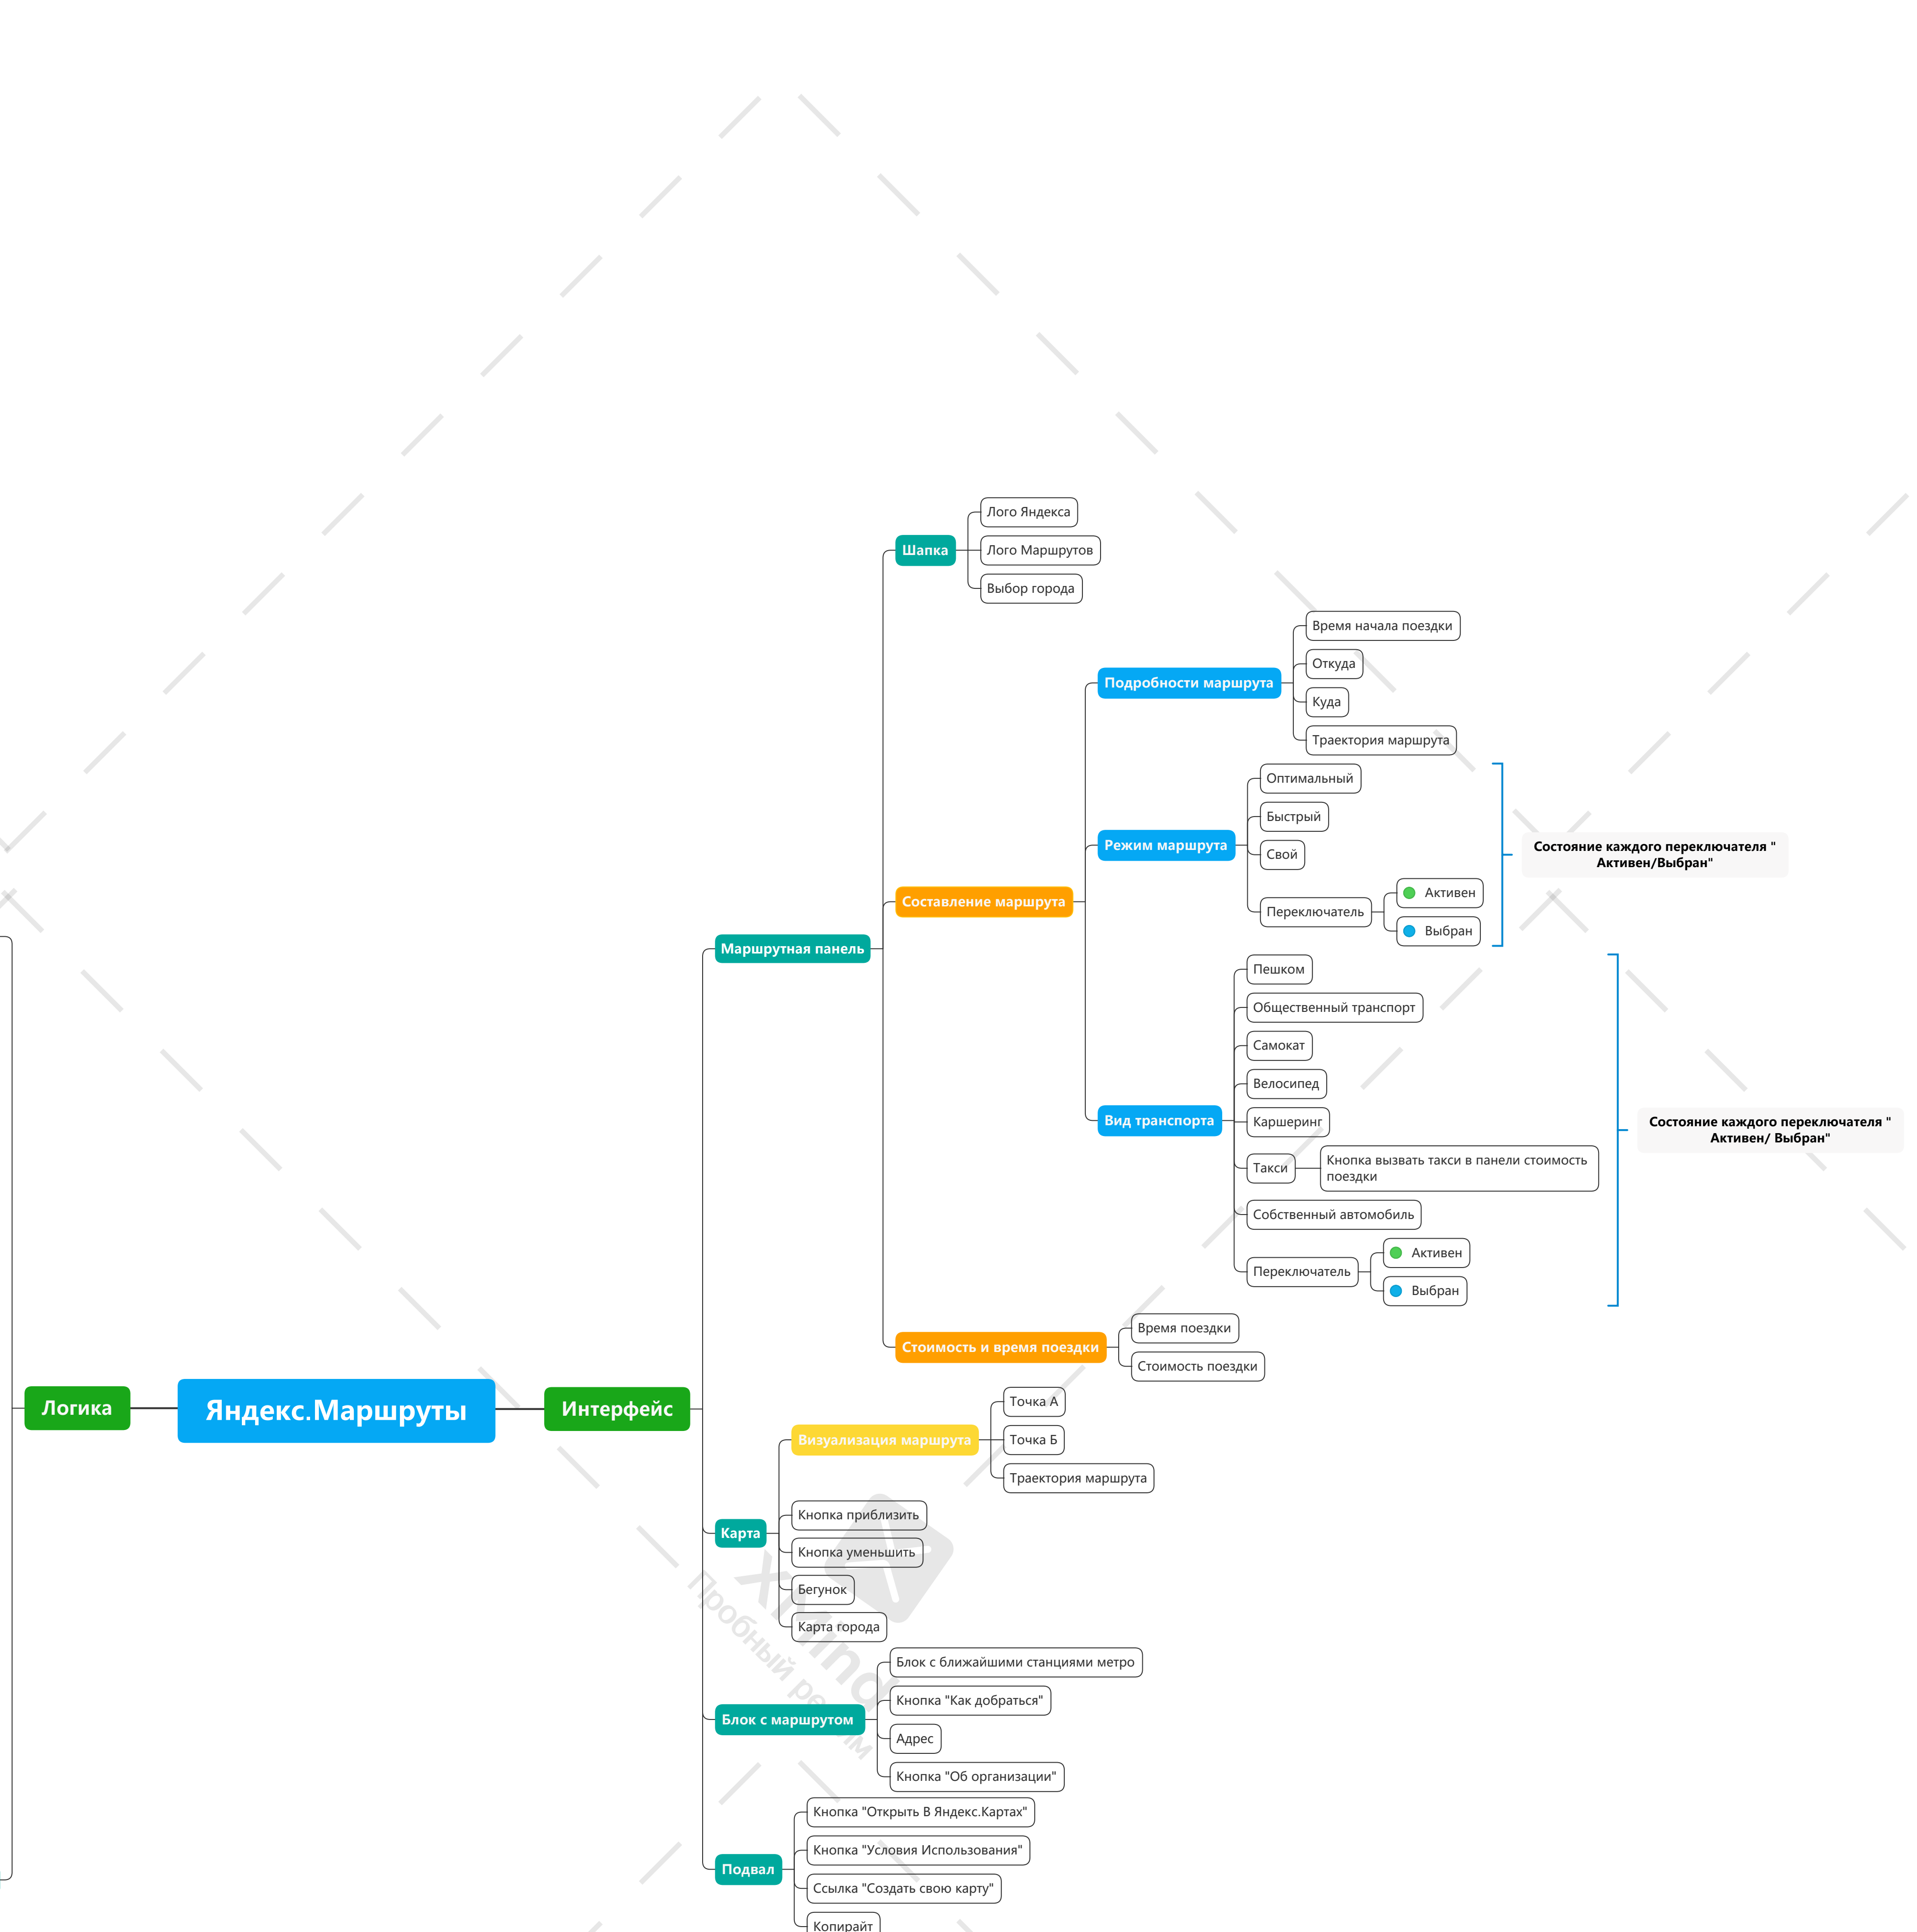 Лого Яндекса
Шапка
Лого Маршрутов
Выбор города
Время начала поездки
Откуда
Подробности маршрута
Куда
Траектория маршрута
Оптимальный
Быстрый
Режим маршрута
Свой
Состояние каждого переключателя "
Активен/Выбран"
Активен
Переключатель
Выбран
Составление маршрута
Маршрутная панель
Пешком
Общественный транспорт
Самокат
Велосипед
Вид транспорта
Каршеринг
Состояние каждого переключателя "
Активен/ Выбран"
Такси
Кнопка вызвать такси в панели стоимость
поездки
Собственный автомобиль
Активен
Переключатель
Выбран
Время поездки
Стоимость и время поездки
Стоимость поездки
Логика
Яндекс.Маршруты
Интерфейс
Точка А
Визуализация маршрута
Точка Б
Траектория маршрута
Кнопка приблизить
Карта
Кнопка уменьшить
Бегунок
Карта города
XMind
Пробный
Блок с ближайшими станциями метро
Кнопка "Как добраться"
Блок с маршрутом
Адрес
Кнопка "Об организации"
Кнопка "Открыть В Яндекс.Картах"
Кнопка "Условия Использования"
Подвал
Ссылка "Создать свою карту"
Копирайт